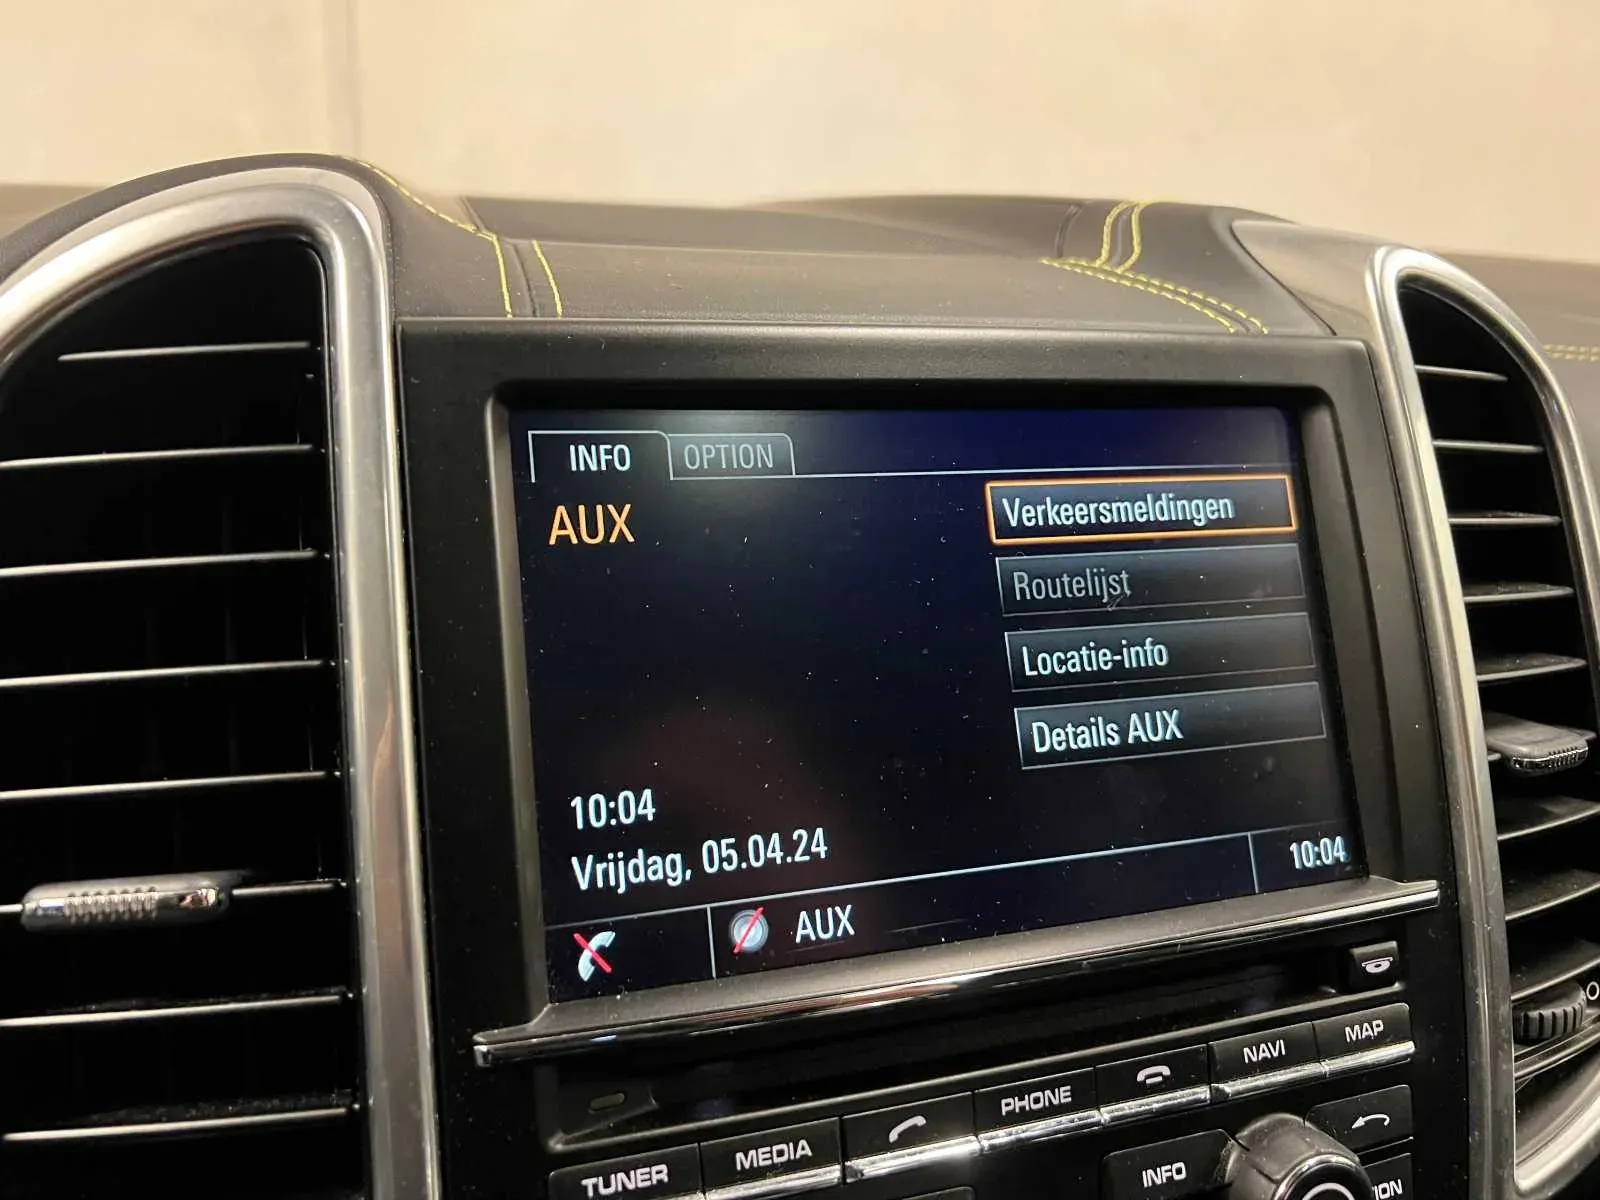 INFO OPTION
AUX
Verkeersmeldingen
Routelijst
Locatie-info
Details AUX
10:04
Vrijdag, 05.04.24
10:04
AUX
TUNER MEDIA PHONE NAVI MAP
INFO